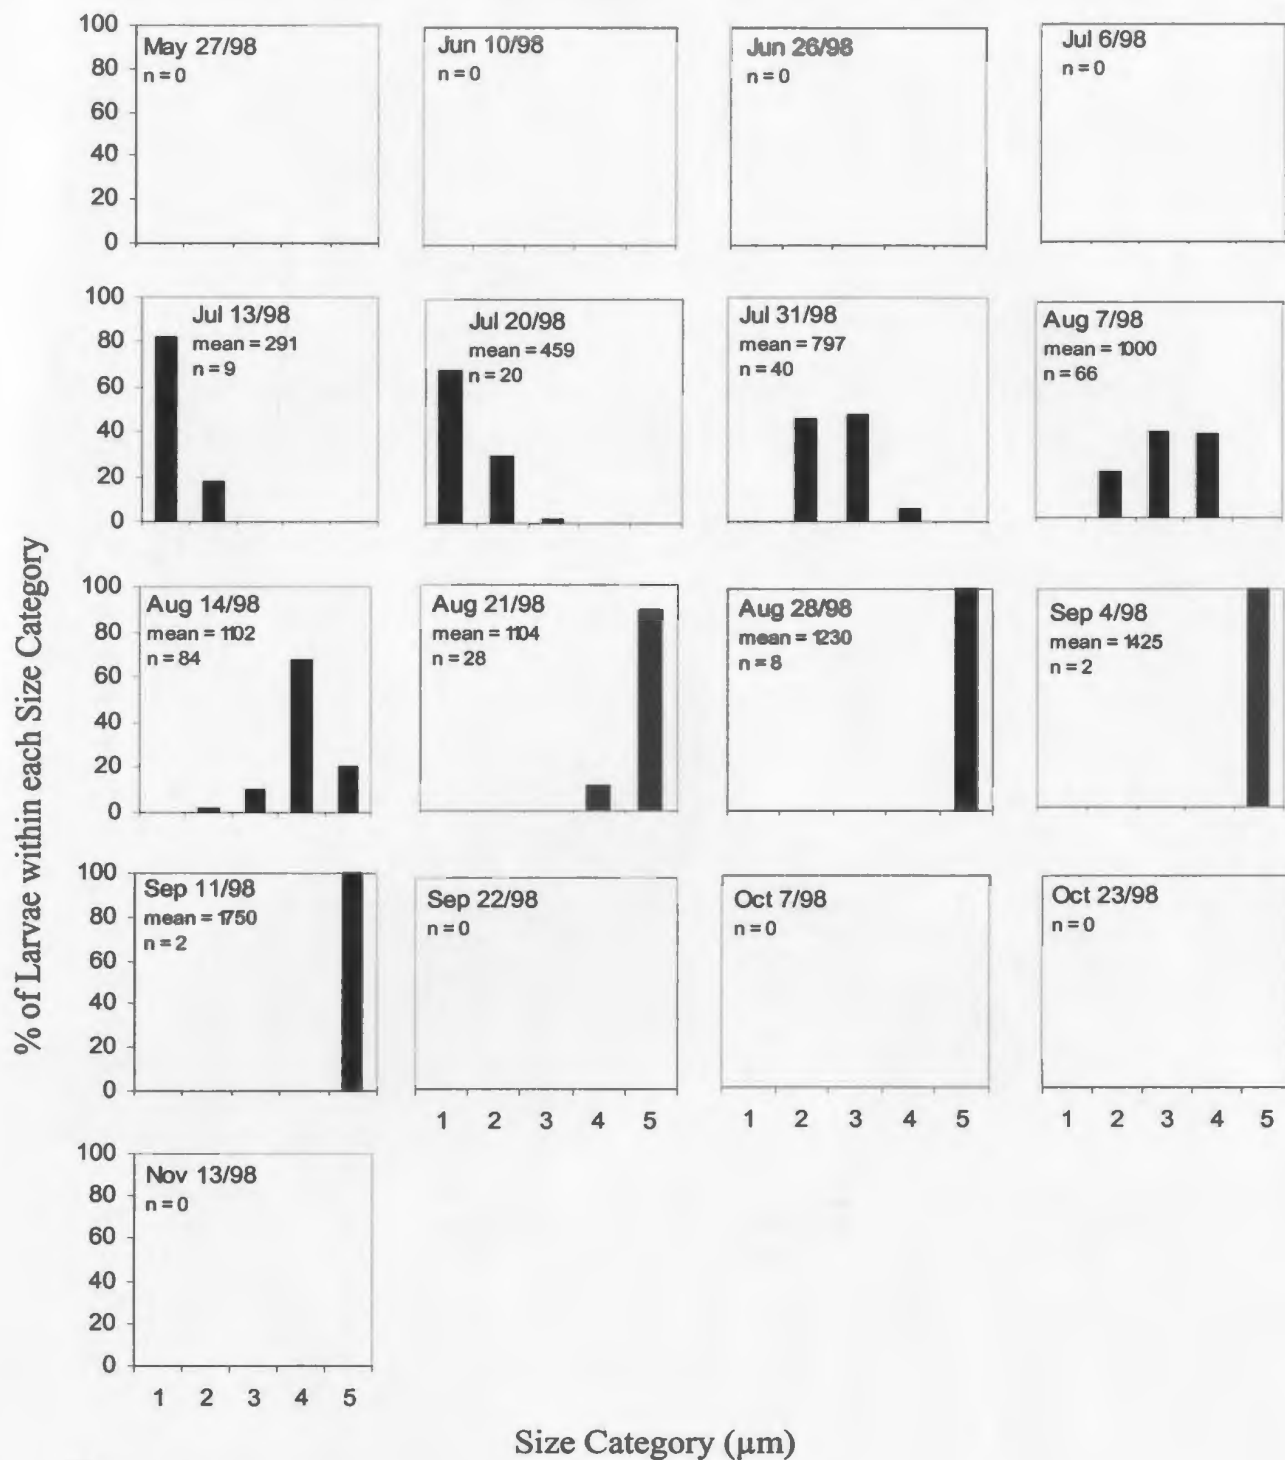 % of Larvae within each Size Category
100
80
60
40
20
0
May 27/98
n = 0
Jun 10/98
n = 0
Jun 26/98
n = 0
Jul 6/98
n = 0
100
80
60
40
20
0
Jul 13/98
mean = 291
n = 9
Jul 20/98
mean = 459
n = 20
Jul 31/98
mean = 797
n = 40
Aug 7/98
mean = 1000
n = 66
100
80
60
40
20
0
Aug 14/98
mean = 1102
n = 84
Aug 21/98
mean = 1104
n = 28
Aug 28/98
mean = 1230
n = 8
Sep 4/98
mean = 1425
n = 2
100
80
60
40
20
0
Sep 11/98
mean = 1750
n = 2
Sep 22/98
n = 0
Oct 7/98
n = 0
Oct 23/98
n = 0
1 2 3 4 5
1 2 3 4 5
1 2 3 4 5
100
80
60
40
20
0
Nov 13/98
n = 0
1 2 3 4 5
Size Category (µm)